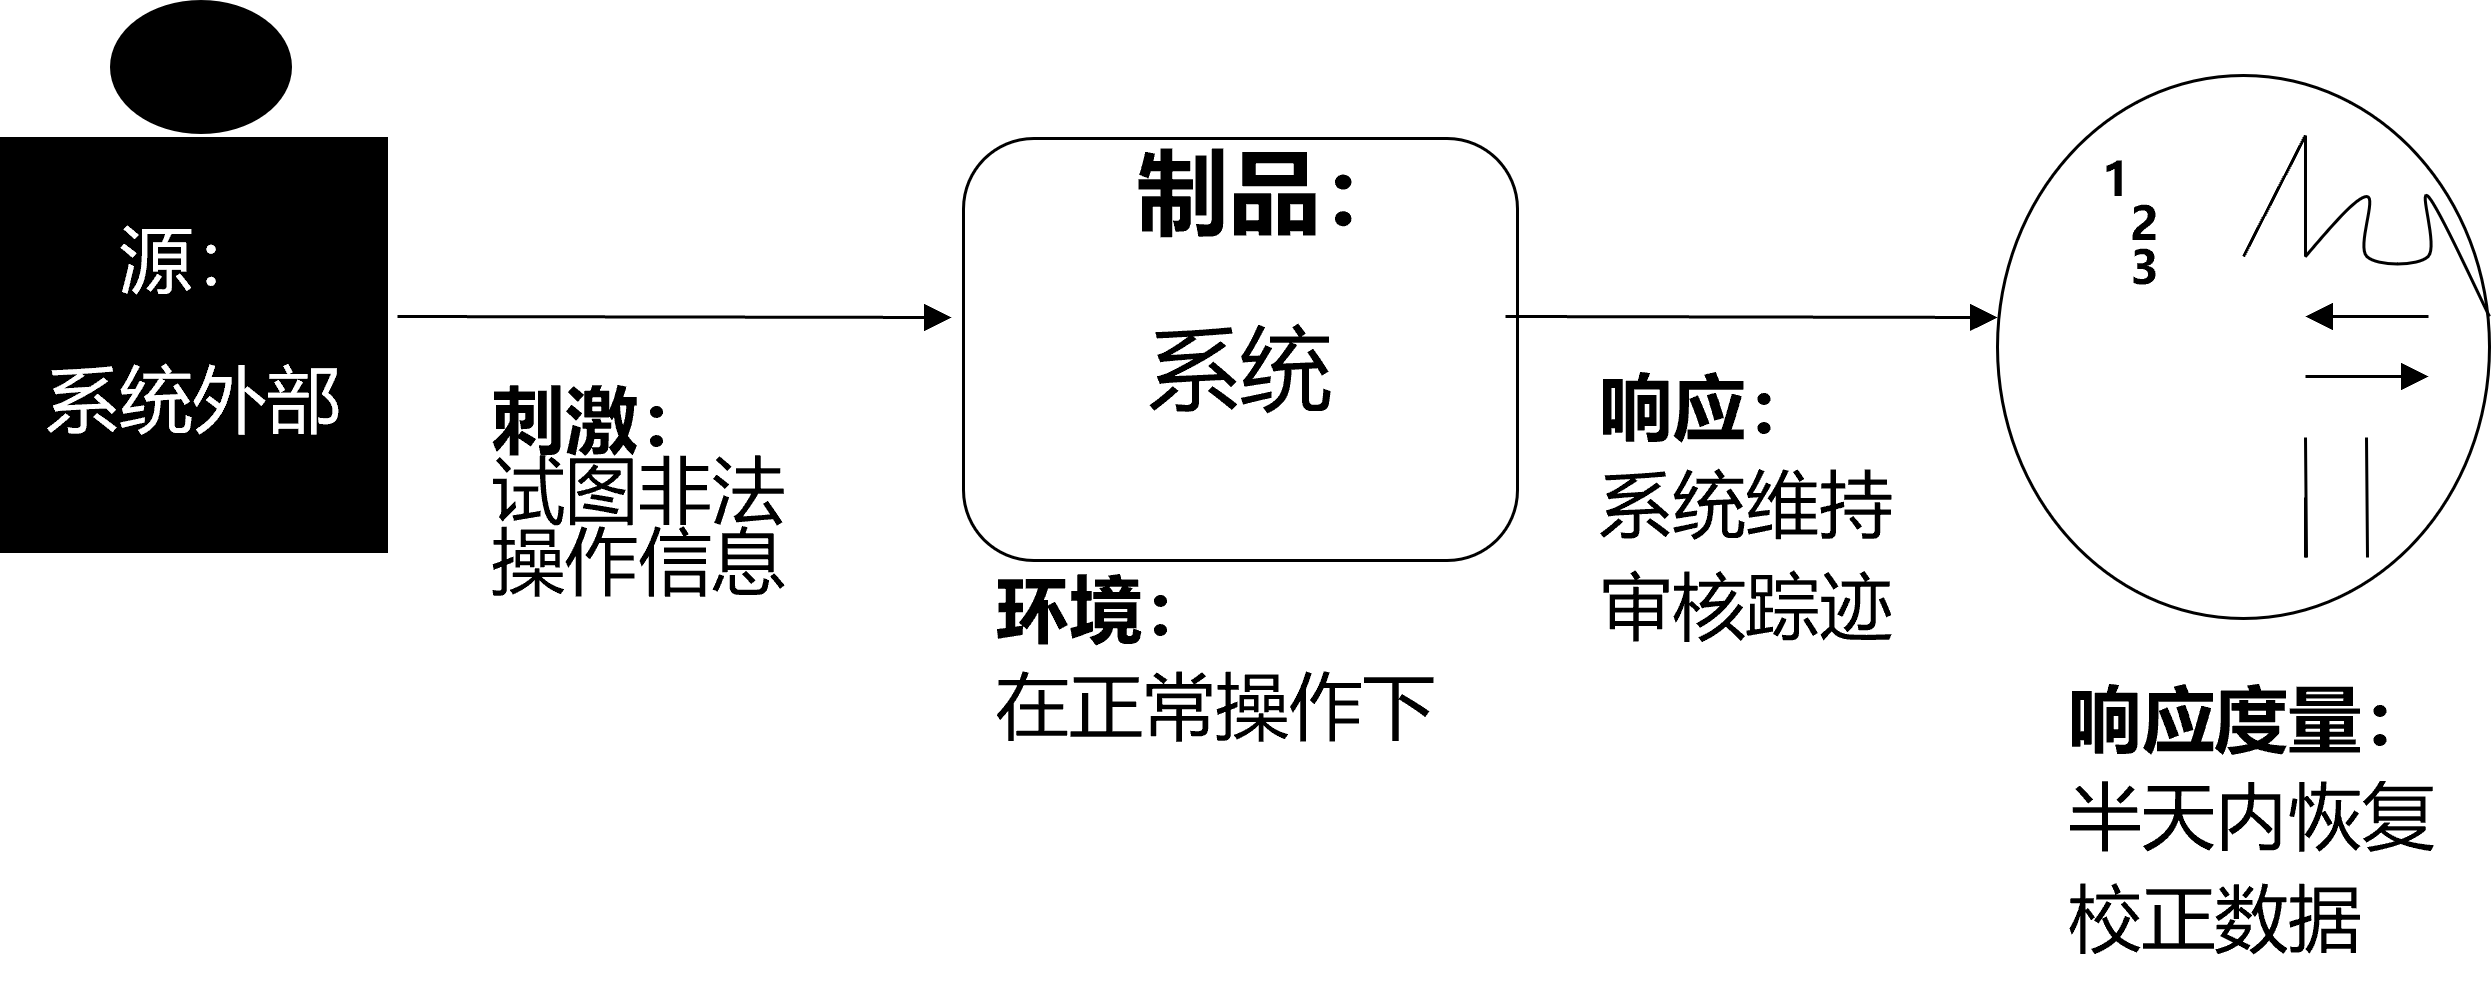 源：
系统外部
刺激：
试图非法
操作信息
制品：
系统
环境：
在正常操作下
响应：
系统维持
审核踪迹
1
2
3
响应度量：
半天内恢复
校正数据